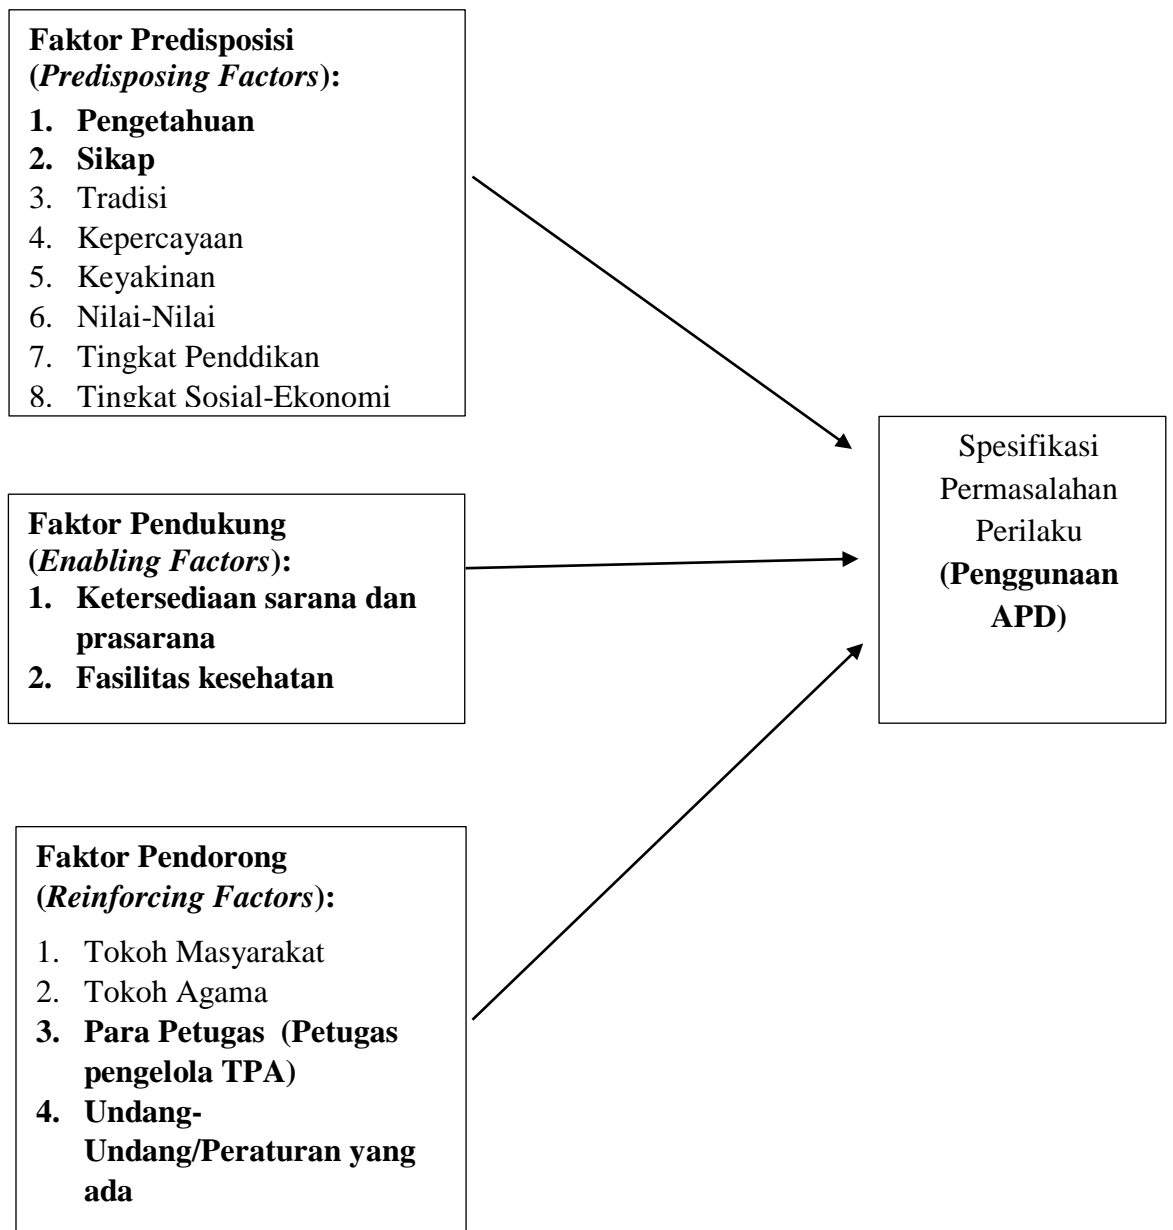 Faktor Predisposisi
(Predisposing Factors):
1. Pengetahuan
2. Sikap
3. Tradisi
4. Kepercayaan
5. Keyakinan
6. Nilai-Nilai
7. Tingkat Penddikan
8. Tingkat Sosial-Ekonomi
Faktor Pendukung
(Enabling Factors):
1. Ketersediaan sarana dan
prasarana
2. Fasilitas kesehatan
Faktor Pendorong
(Reinforcing Factors):
1. Tokoh Masyarakat
2. Tokoh Agama
3. Para Petugas (Petugas
pengelola TPA)
4. Undang-
Undang/Peraturan yang
ada
Spesifikasi
Permasalahan
Perilaku
(Penggunaan
APD)